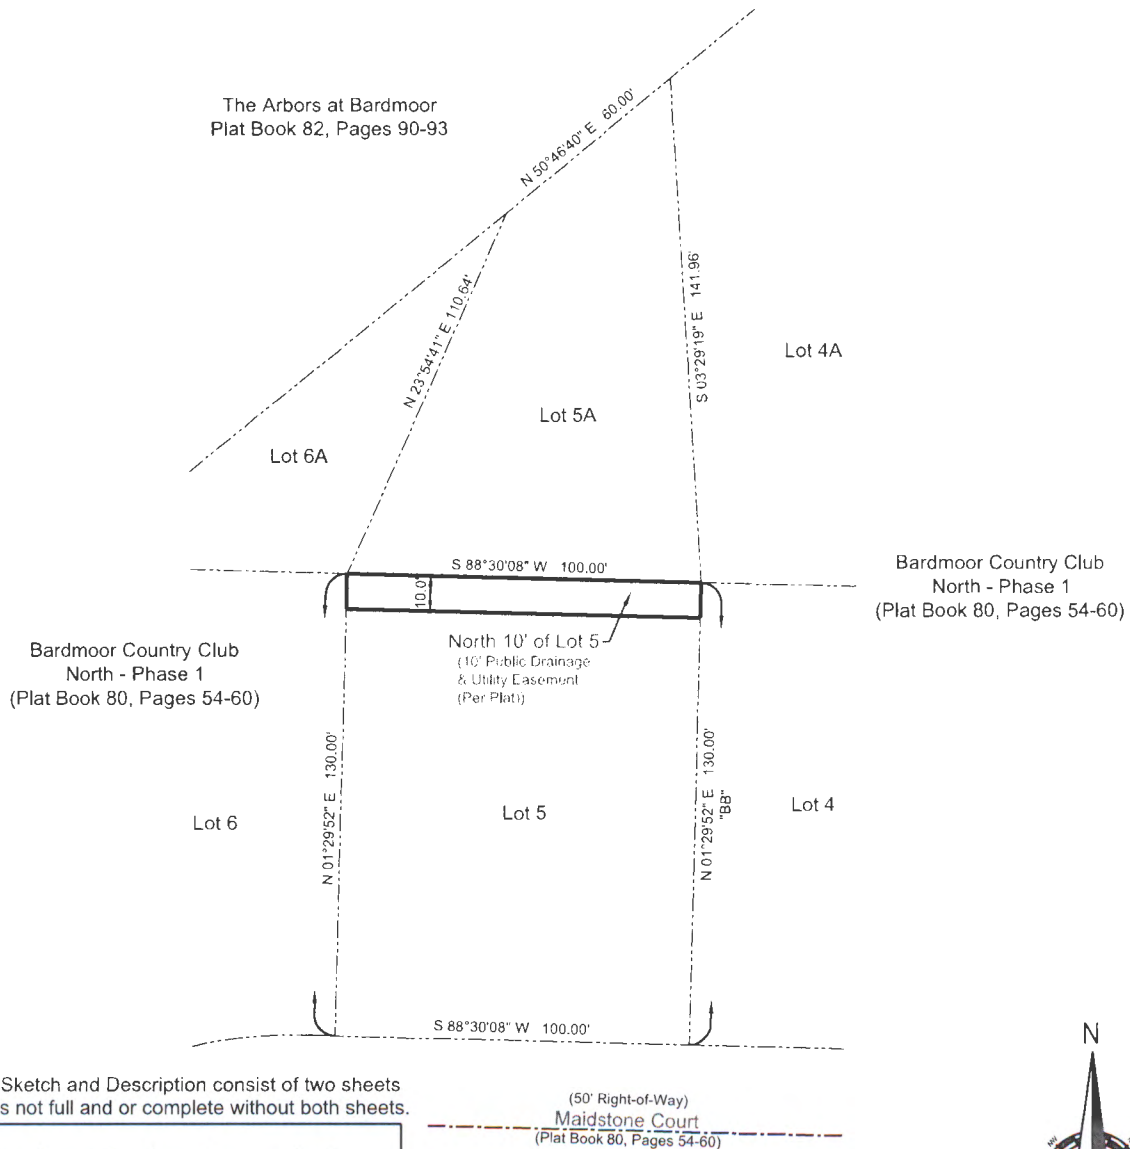 The Arbors at Bardmoor
Plat Book 82, Pages 90-93
N 50°46'40" E 60.00'
N 23°54'41" E 110.64'
S 03°29'19" E 141.96'
Lot 4A
Lot 5A
Lot 6A
S 88°30'08" W 100.00'
10.0'
Bardmoor Country Club
North - Phase 1
(Plat Book 80, Pages 54-60)
North 10' of Lot 5
(10' Public Drainage
& Utility Easement
(Per Plat))
Bardmoor Country Club
North - Phase 1
(Plat Book 80, Pages 54-60)
N 01°29'52" E 130.00'
N 01°29'52" E 130.00'
"BB"
Lot 6
Lot 5
Lot 4
S 88°30'08" W 100.00'
N
Sketch and Description consist of two sheets
s not full and or complete without both sheets.
(50' Right-of-Way)
Maidstone Court
(Plat Book 80, Pages 54-60)
NW